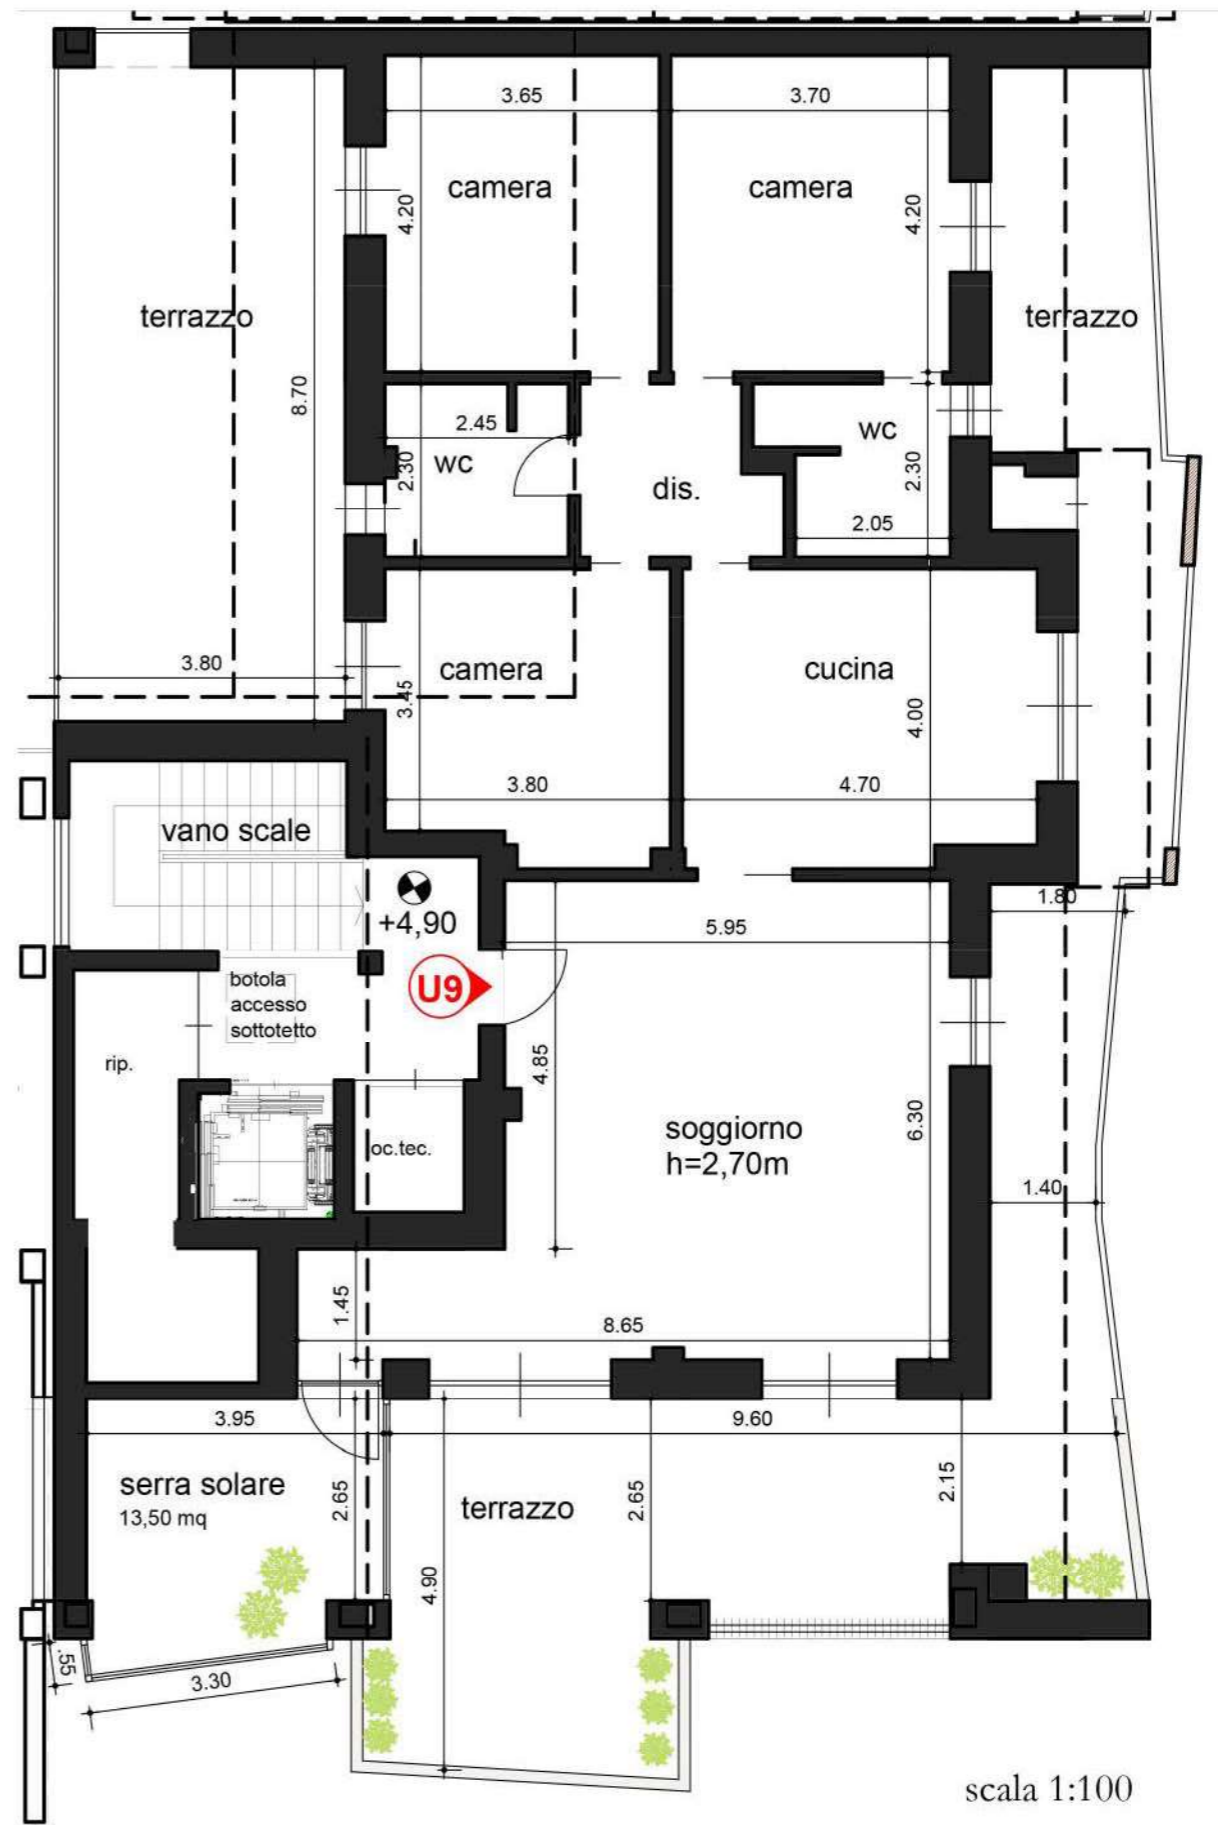 3.65
3.70
camera
camera
4.20
4.20
terrazzo
terrazzo
8.70
2.45
wc
wc
2.30
2.30
dis.
2.05
3.80
camera
cucina
3.45
4.00
3.80
4.70
vano scale
+4,90
1.80
5.95
U9
botola
accesso
sottotetto
rip.
4.85
6.30
soggiorno
h=2,70m
oc.tec.
1.40
1.45
8.65
3.95
9.60
serra solare
13,50 mq
2.65
terrazzo
2.65
2.15
4.90
.55
3.30
scala 1:100